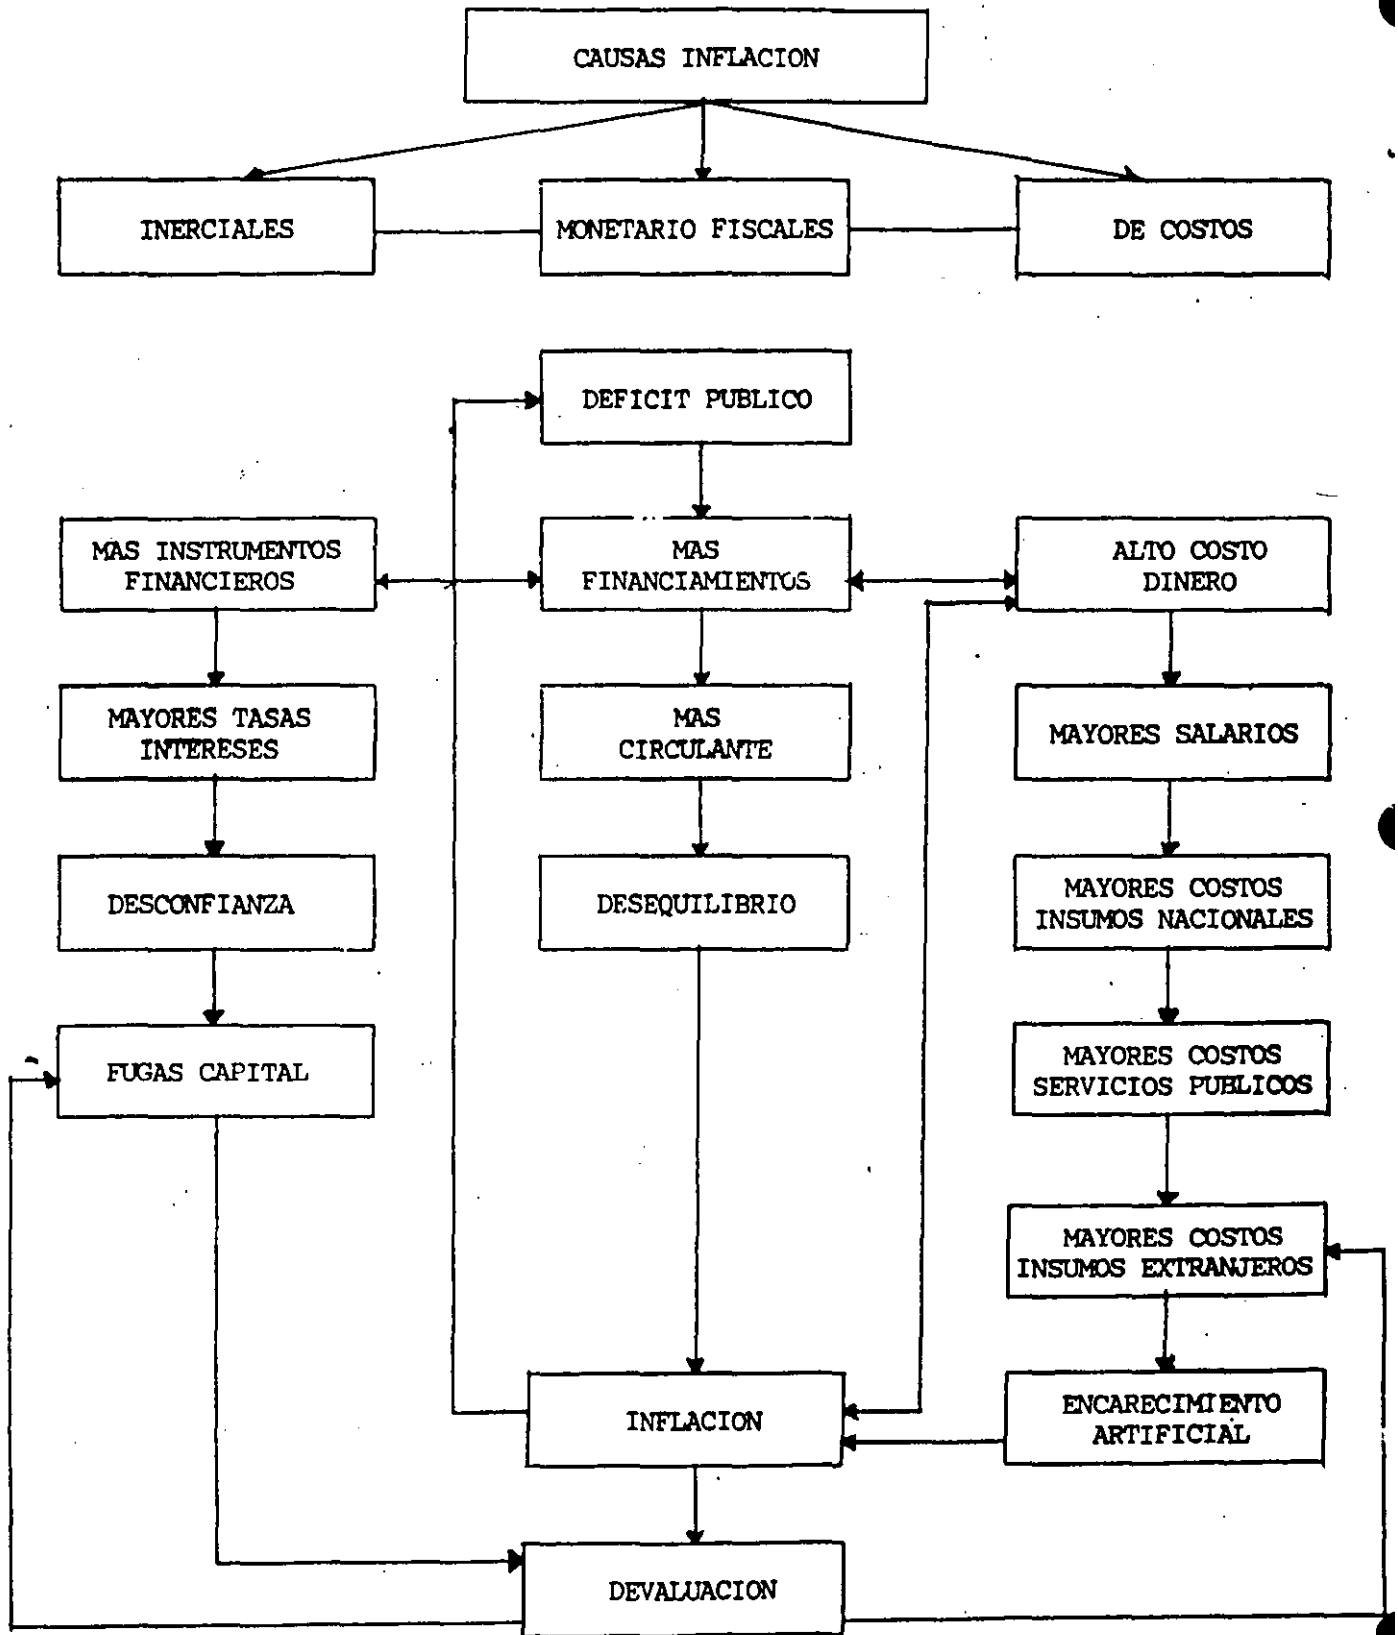 CAUSAS INFLACION
INERCIALES
MONETARIO FISCALES
DE COSTOS
DEFICIT PUBLICO
MAS INSTRUMENTOS
FINANCIEROS
MAS
FINANCIAMIENTOS
ALTO COSTO
DINERO
MAYORES TASAS
INTERESES
MAS
CIRCULANTE
MAYORES SALARIOS
DESCONFIANZA
DESEQUILIBRIO
MAYORES COSTOS
INSUMOS NACIONALES
FUGAS CAPITAL
MAYORES COSTOS
SERVICIOS PUBLICOS
MAYORES COSTOS
INSUMOS EXTRANJEROS
INFLACION
ENCARECIMIENTO
ARTIFICIAL
DEVALUACION